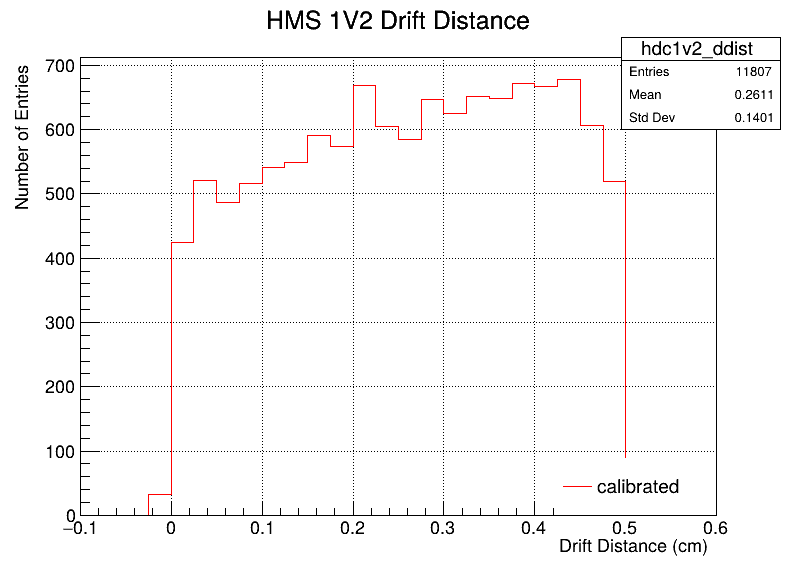 HMS 1V2 Drift Distance
hdc1v2_ddist
Entries 11807
Mean 0.2611
Std Dev 0.1401
Number of Entries
700
600
500
400
300
200
100
0
−0.1 0 0.1 0.2 0.3 0.4 0.5 0.6
Drift Distance (cm)
calibrated